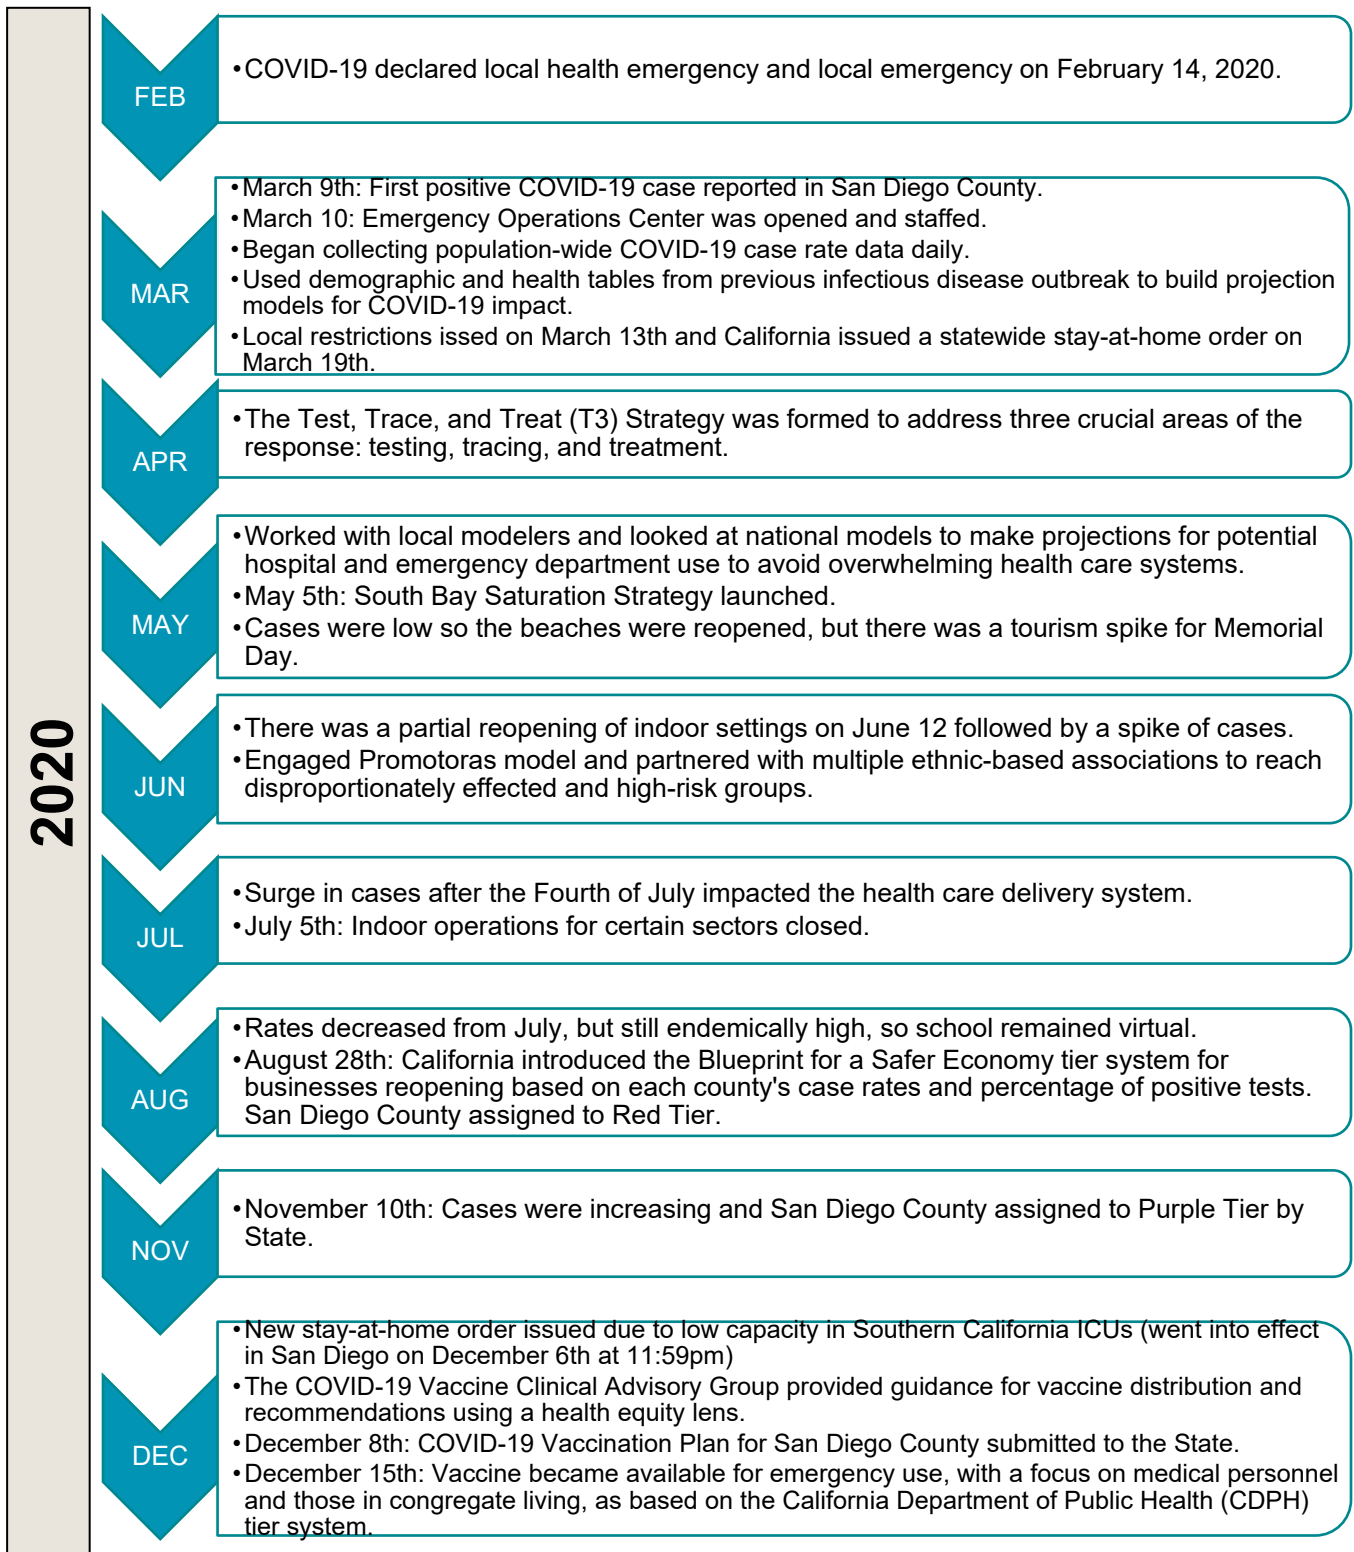 2020
FEB
•COVID-19 declared local health emergency and local emergency on February 14, 2020.
MAR
•March 9th: First positive COVID-19 case reported in San Diego County.
•March 10: Emergency Operations Center was opened and staffed.
•Began collecting population-wide COVID-19 case rate data daily.
•Used demographic and health tables from previous infectious disease outbreak to build projection
models for COVID-19 impact.
•Local restrictions issed on March 13th and California issued a statewide stay-at-home order on
March 19th.
APR
•The Test, Trace, and Treat (T3) Strategy was formed to address three crucial areas of the
response: testing, tracing, and treatment.
MAY
•Worked with local modelers and looked at national models to make projections for potential
hospital and emergency department use to avoid overwhelming health care systems.
•May 5th: South Bay Saturation Strategy launched.
•Cases were low so the beaches were reopened, but there was a tourism spike for Memorial
Day.
JUN
•There was a partial reopening of indoor settings on June 12 followed by a spike of cases.
•Engaged Promotoras model and partnered with multiple ethnic-based associations to reach
disproportionately effected and high-risk groups.
JUL
•Surge in cases after the Fourth of July impacted the health care delivery system.
•July 5th: Indoor operations for certain sectors closed.
AUG
•Rates decreased from July, but still endemically high, so school remained virtual.
•August 28th: California introduced the Blueprint for a Safer Economy tier system for
businesses reopening based on each county's case rates and percentage of positive tests.
San Diego County assigned to Red Tier.
NOV
•November 10th: Cases were increasing and San Diego County assigned to Purple Tier by
State.
DEC
•New stay-at-home order issued due to low capacity in Southern California ICUs (went into effect
in San Diego on December 6th at 11:59pm)
•The COVID-19 Vaccine Clinical Advisory Group provided guidance for vaccine distribution and
recommendations using a health equity lens.
•December 8th: COVID-19 Vaccination Plan for San Diego County submitted to the State.
•December 15th: Vaccine became available for emergency use, with a focus on medical personnel
and those in congregate living, as based on the California Department of Public Health (CDPH)
tier system.